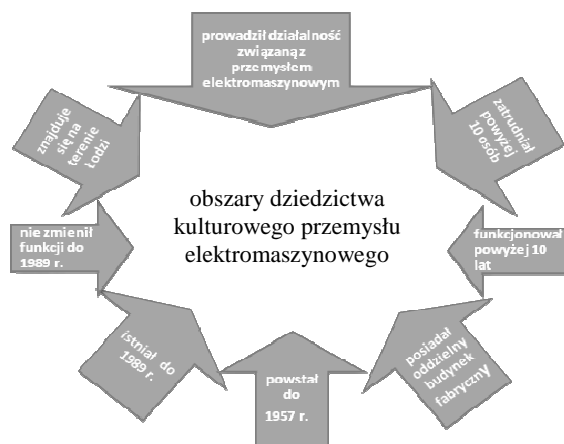 prowadził działalność
związaną z
przemysłem
elektromaszynowym
zatrudniał
powyżej
10 osób
funkcjonował
powyżej 10
lat
posiadał
oddzielny
budynek
fabryczny
powstał
do
1957 r.
istniał do
1989 r.
nie zmienił
funkcji do
1989 r.
znajduje
się na
terenie
Łodzi
obszary dziedzictwa
kulturowego przemysłu
elektromaszynowego